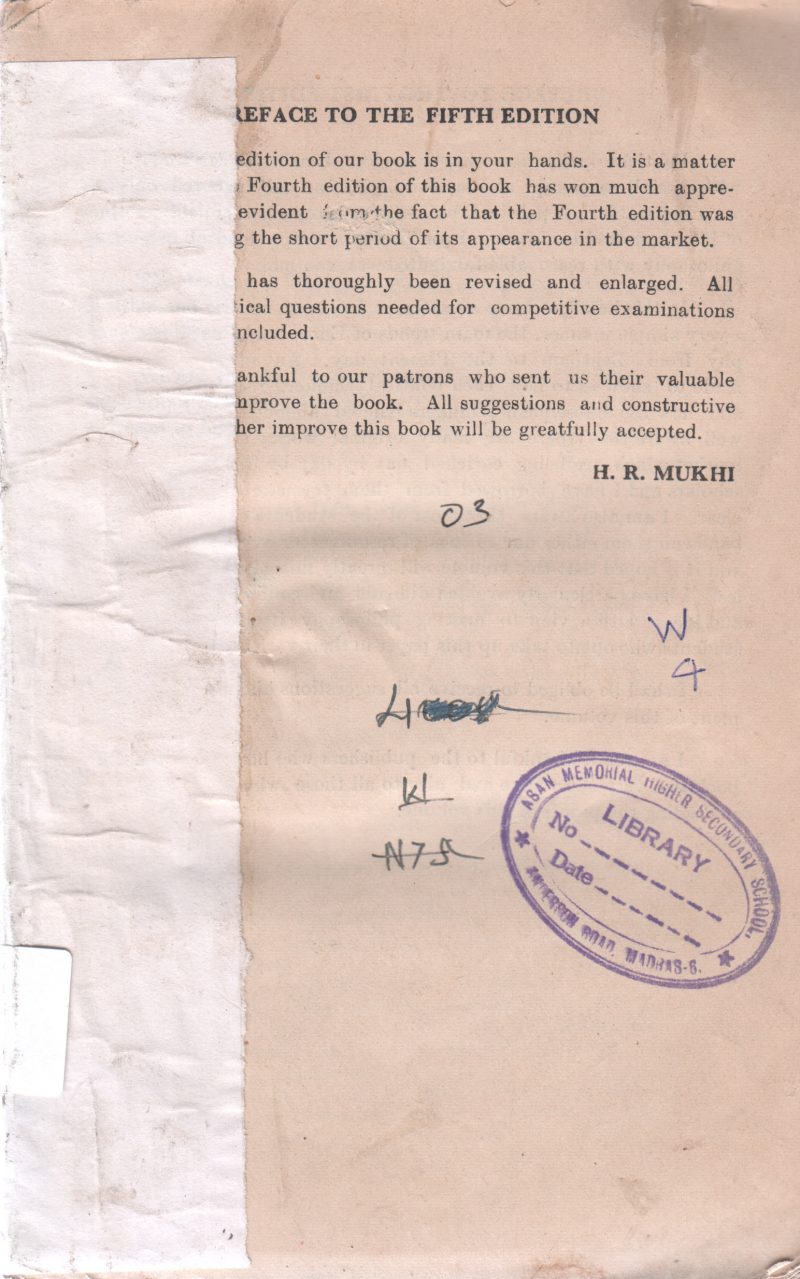 REFACE TO THE FIFTH EDITION
edition of our book is in your hands. It is a matter
Fourth edition of this book has won much appre-
evident from the fact that the Fourth edition was
g the short period of its appearance in the market.
has thoroughly been revised and enlarged. All
ical questions needed for competitive examinations
ncluded.
ankful to our patrons who sent us their valuable
mprove the book. All suggestions and constructive
her improve this book will be greatfully accepted.
H. R. MUKHI
03
W
4
ASAN MEMORIAL HIGHER SECONDARY SCHOOL,
LIBRARY
No
Date
ANDERSON ROAD, MADRAS-6.